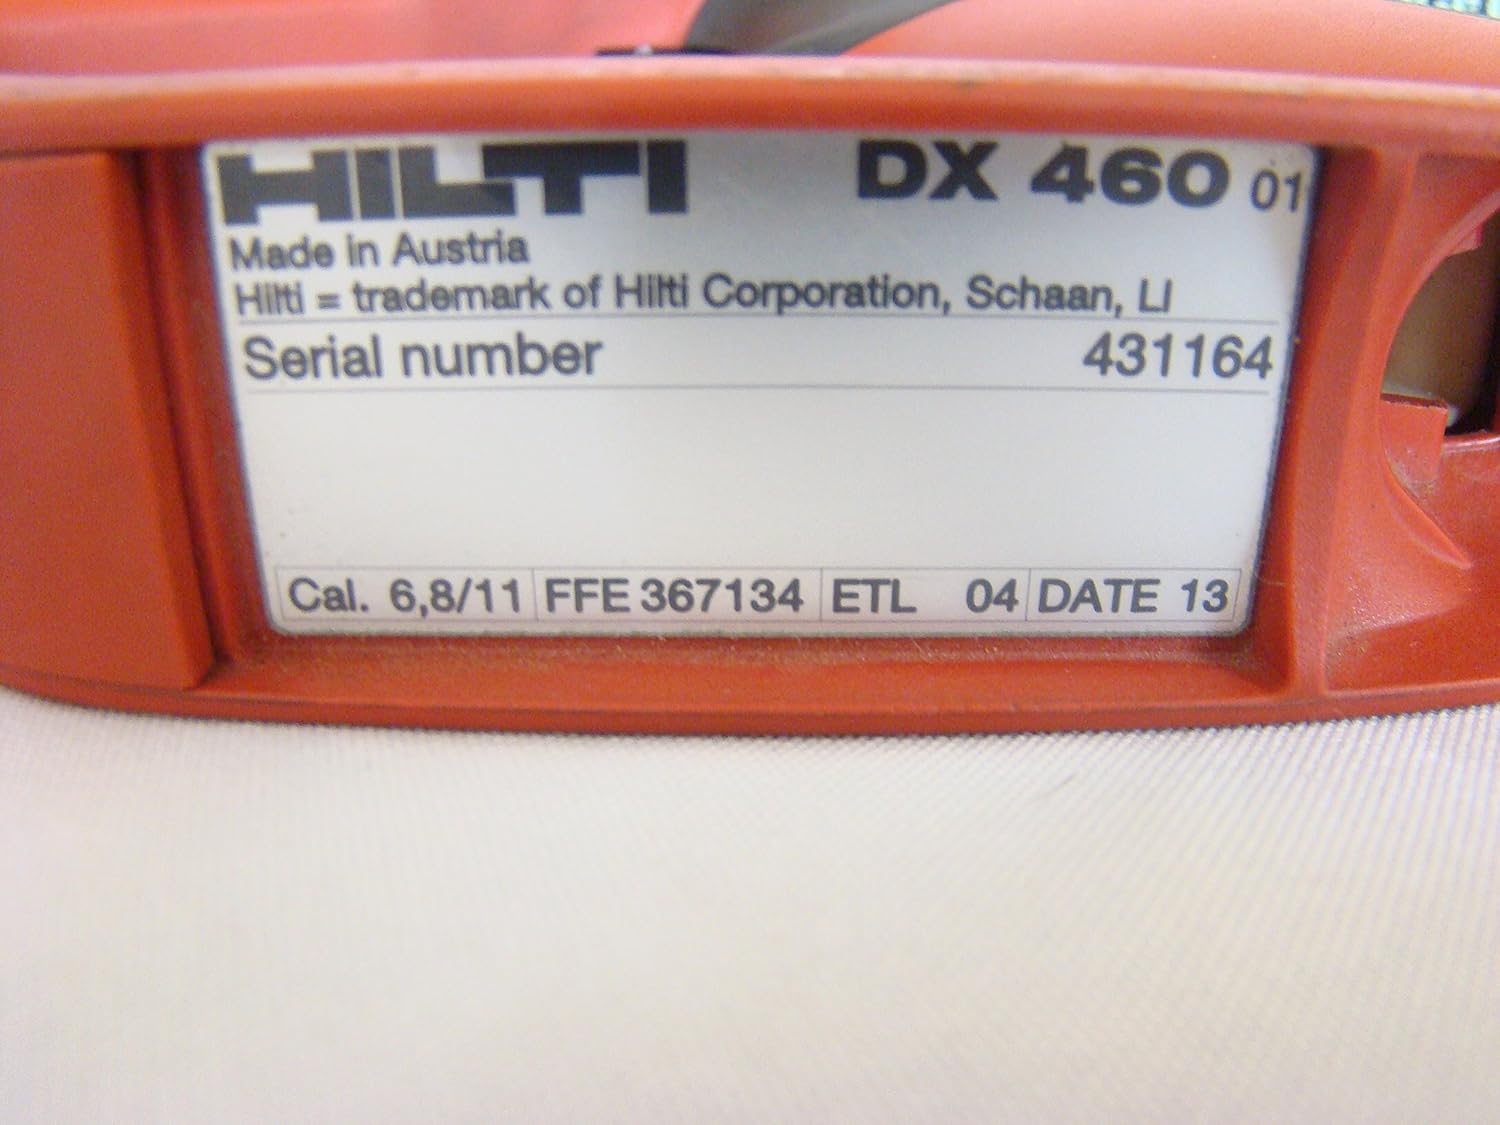 HILTI DX 460 01
Made in Austria
Hilti = trademark of Hilti Corporation, Schaan, LI
Serial number 431164
Cal. 6,8/11 FFE 367134 ETL 04 DATE 13